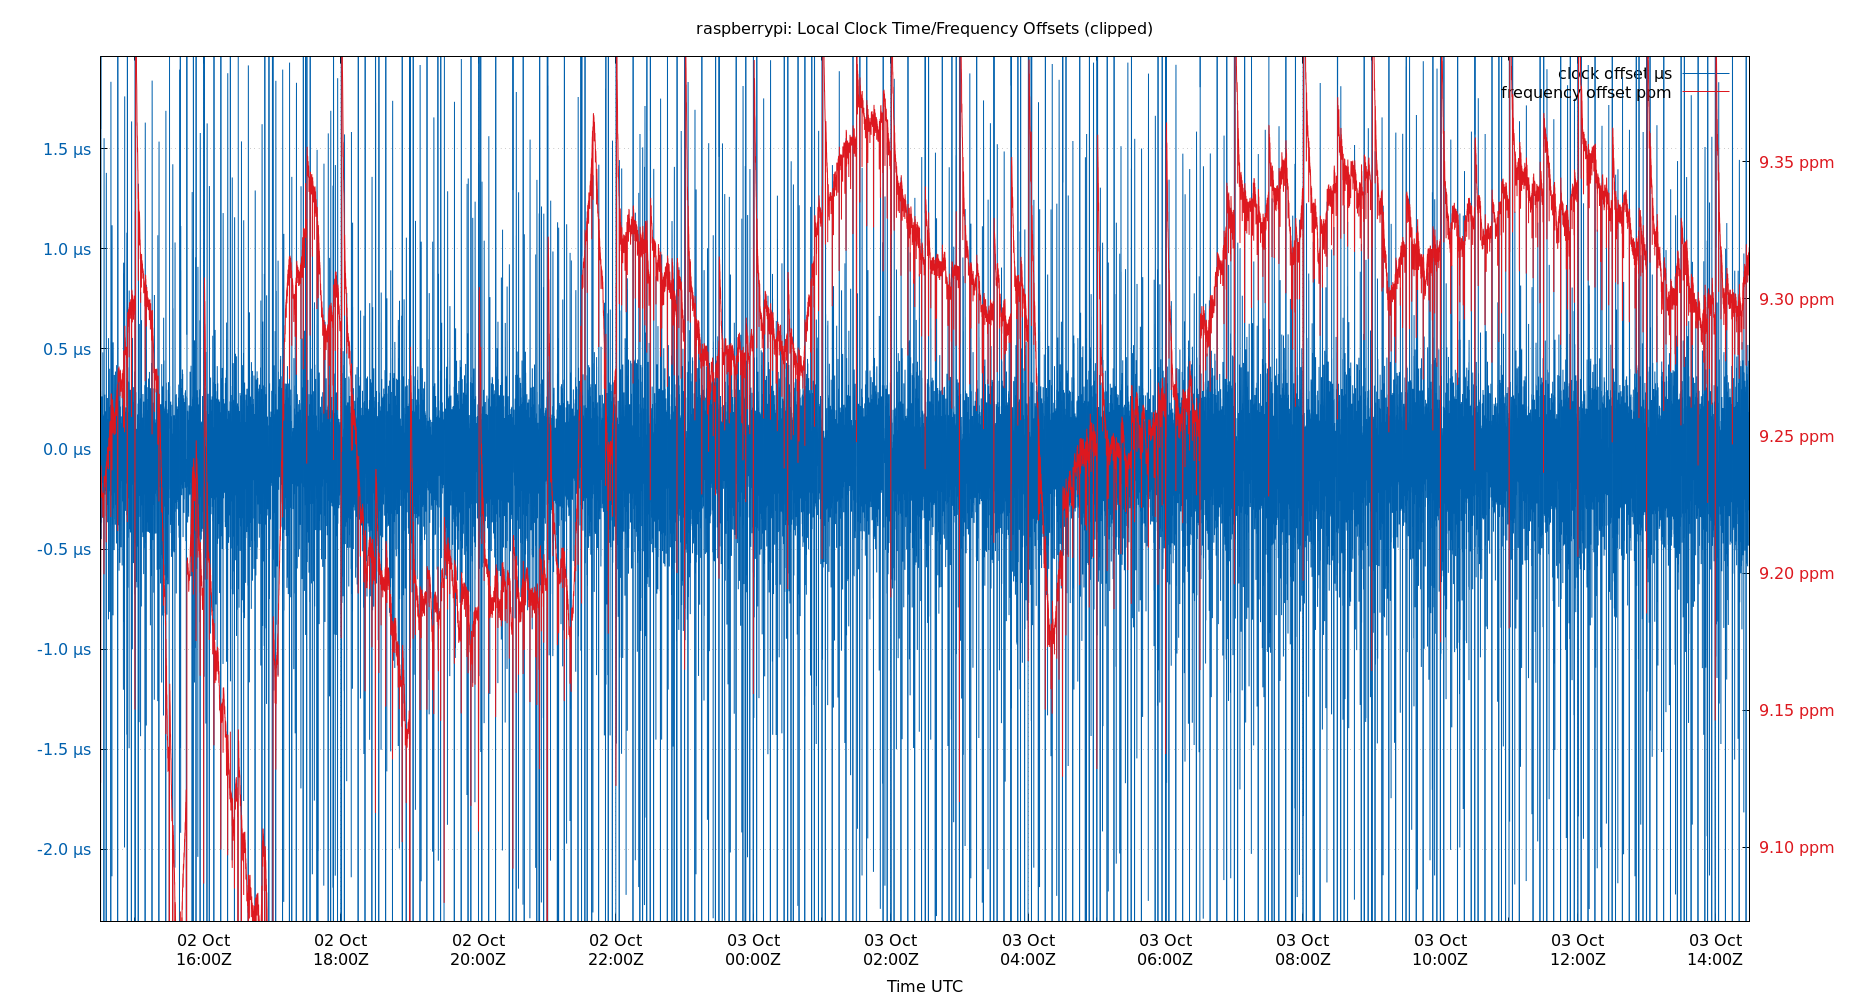 raspberrypi: Local Clock Time/Frequency Offsets (clipped)
clock offset µs
frequency offset ppm
1.5 µs
1.0 µs
0.5 µs
0.0 µs
-0.5 µs
-1.0 µs
-1.5 µs
-2.0 µs
9.35 ppm
9.30 ppm
9.25 ppm
9.20 ppm
9.15 ppm
9.10 ppm
02 Oct 02 Oct 02 Oct 02 Oct 03 Oct 03 Oct 03 Oct 03 Oct 03 Oct 03 Oct 03 Oct 03 Oct
16:00Z 18:00Z 20:00Z 22:00Z 00:00Z 02:00Z 04:00Z 06:00Z 08:00Z 10:00Z 12:00Z 14:00Z
Time UTC